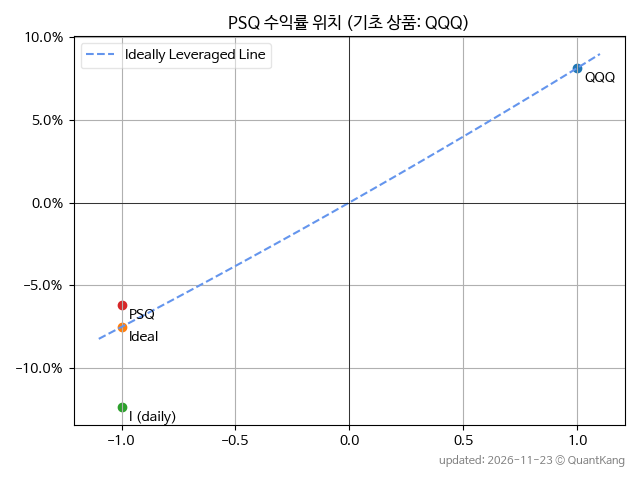 PSQ 수익률 위치 (기초 상품: QQQ)
10.0%
5.0%
0.0%
−5.0%
−10.0%
Ideally Leveraged Line
QQQ
PSQ
Ideal
I (daily)
−1.0
−0.5
0.0
0.5
1.0
updated: 2026-11-23 © QuantKang